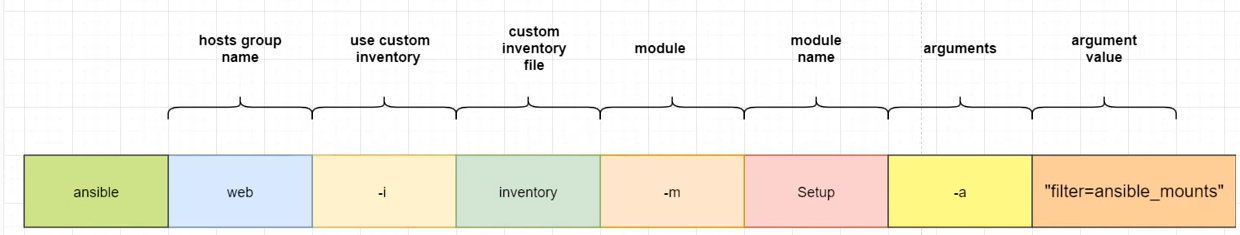 hosts group
name
use custom
inventory
custom
inventory
file
module
module
name
arguments
argument
value
ansible
web
-i
inventory
-m
Setup
-a
"filter=ansible_mounts"